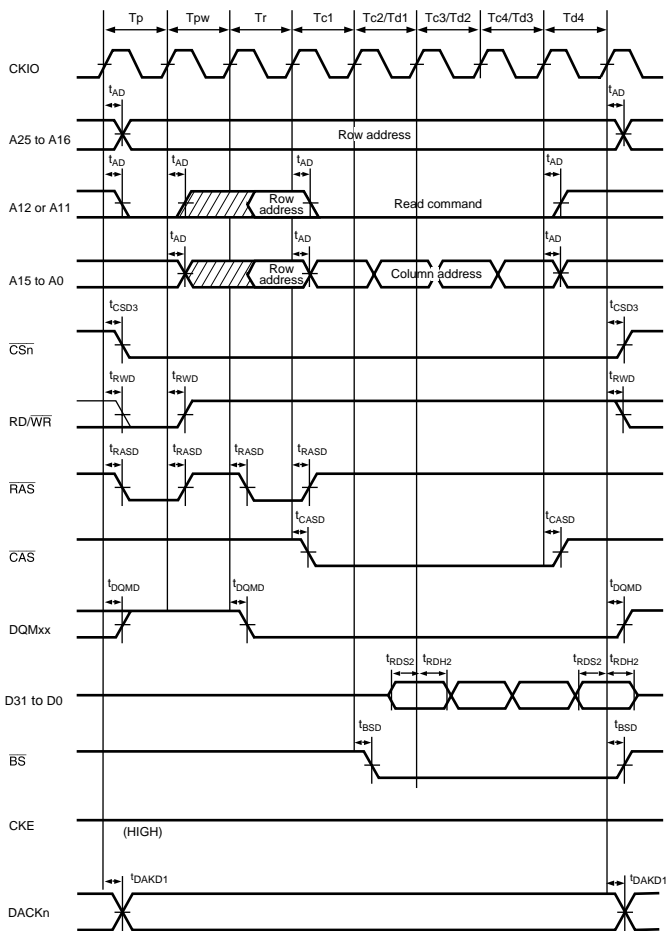 Tp Tpw Tr Tc1 Tc2/Td1 Tc3/Td2 Tc4/Td3 Td4
CKIO
tAD tAD
A25 to A16 Row address
tAD tAD tAD tAD
A12 or A11 Row address Read command
tAD tAD tAD
A15 to A0 Row address Column address
tCSD3 tCSD3
CSn
tRWD tRWD tRWD
RD/WR
tRASD tRASD tRASD tRASD
RAS
tCASD tCASD
CAS
tDQMD tDQMD tDQMD
DQMxx
tRDS2 tRDH2 tRDS2 tRDH2
D31 to D0
tBSD tBSD
BS
CKE
(HIGH)
tDAKD1 tDAKD1
DACKn